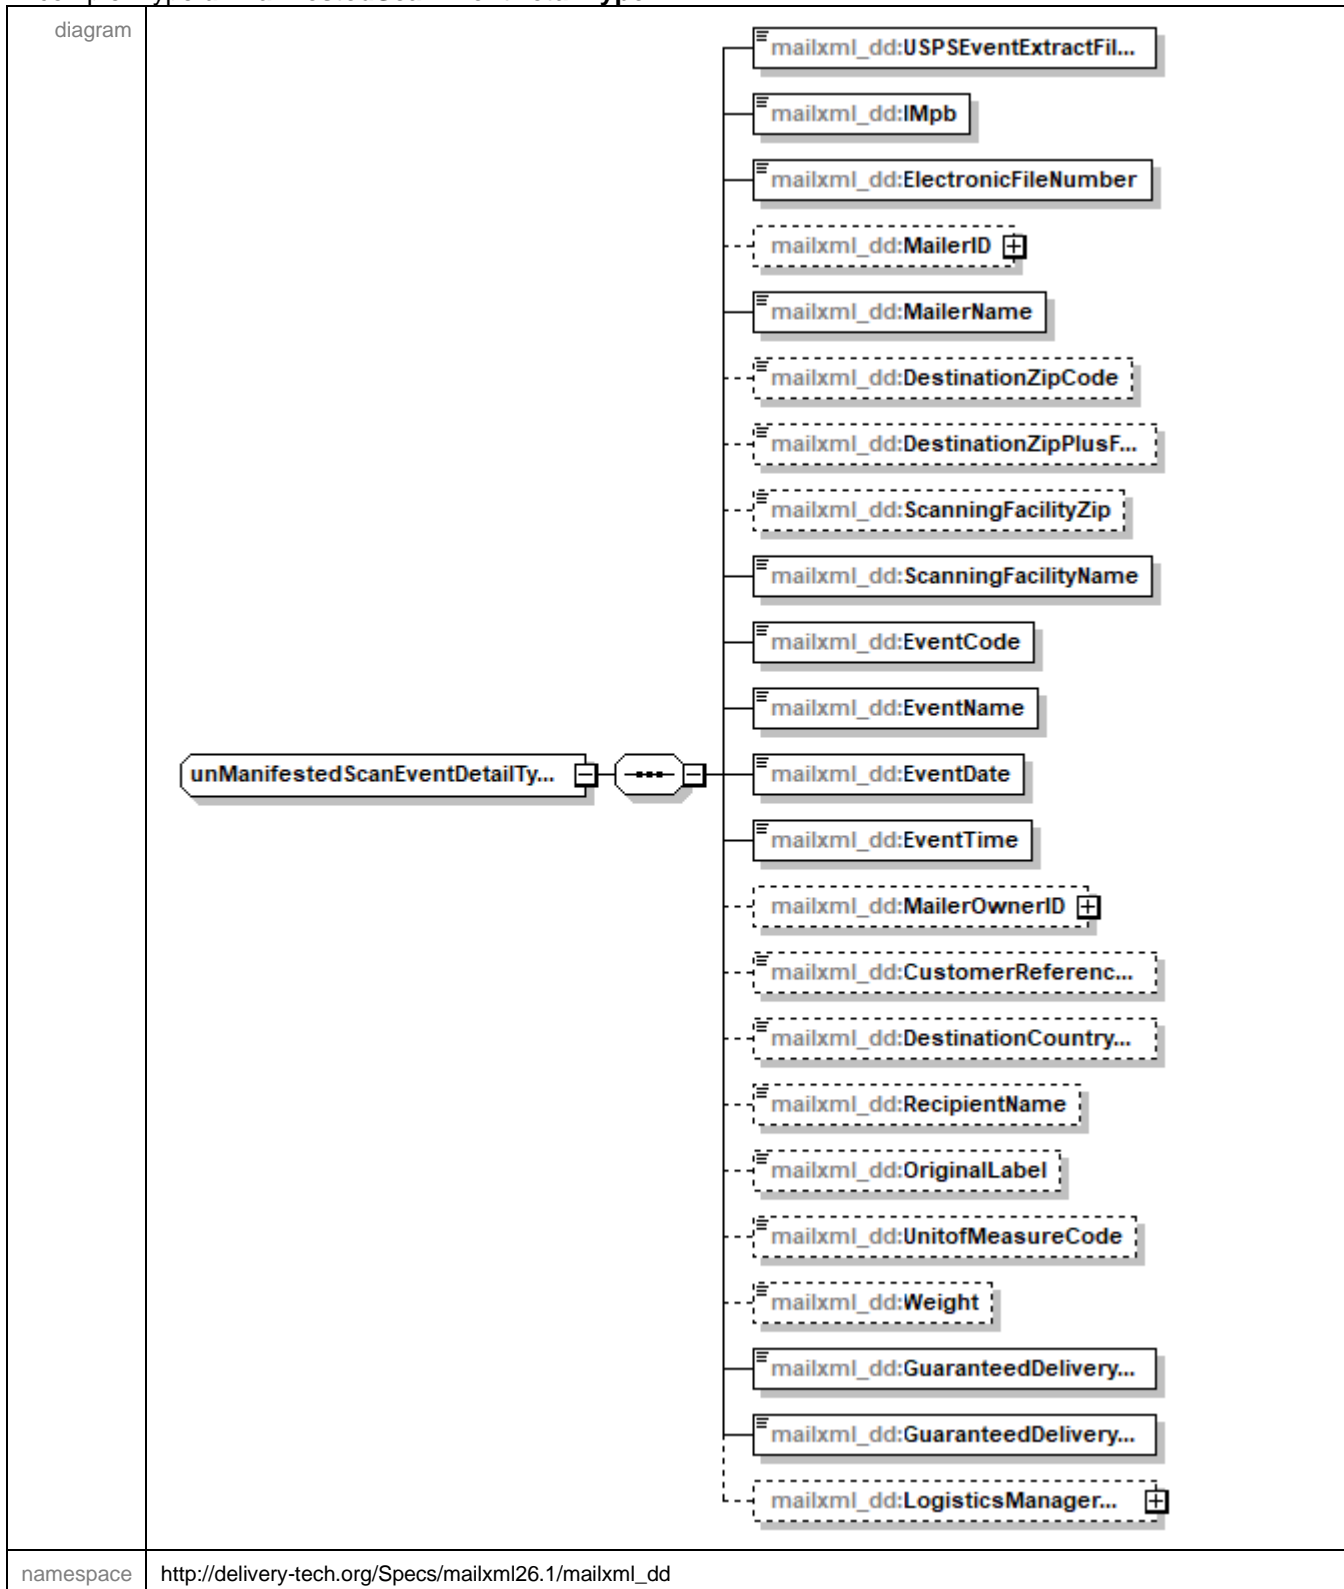 diagram
mailxml_dd:USPSEventExtractFil...
mailxml_dd:IMpb
mailxml_dd:ElectronicFileNumber
mailxml_dd:MailerID
mailxml_dd:MailerName
mailxml_dd:DestinationZipCode
mailxml_dd:DestinationZipPlusF...
mailxml_dd:ScanningFacilityZip
mailxml_dd:ScanningFacilityName
mailxml_dd:EventCode
mailxml_dd:EventName
unManifestedScanEventDetailTy...
mailxml_dd:EventDate
mailxml_dd:EventTime
mailxml_dd:MailerOwnerID
mailxml_dd:CustomerReferenc...
mailxml_dd:DestinationCountry...
mailxml_dd:RecipientName
mailxml_dd:OriginalLabel
mailxml_dd:UnitofMeasureCode
mailxml_dd:Weight
mailxml_dd:GuaranteedDelivery...
mailxml_dd:GuaranteedDelivery...
mailxml_dd:LogisticsManager...
namespace
http://delivery-tech.org/Specs/mailxml26.1/mailxml_dd